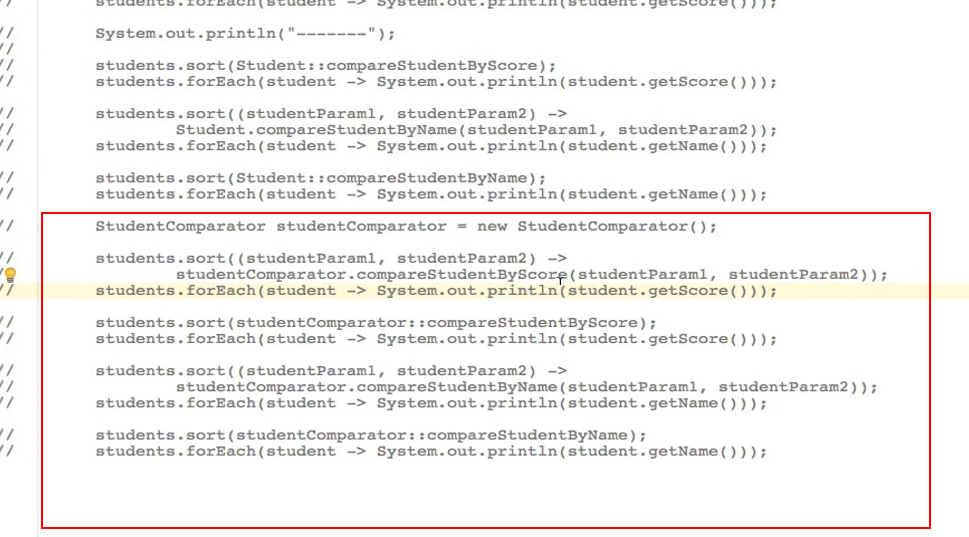 // students.forEach(student -> System.out.println(student.getScore()));
// System.out.println("-------");
//
// students.sort(Student::compareStudentByScore);
// students.forEach(student -> System.out.println(student.getScore()));
// students.sort((studentParam1, studentParam2) ->
// Student.compareStudentByName(studentParam1, studentParam2));
// students.forEach(student -> System.out.println(student.getName()));
// students.sort(Student::compareStudentByName);
// students.forEach(student -> System.out.println(student.getName()));
// StudentComparator studentComparator = new StudentComparator();
// students.sort((studentParam1, studentParam2) ->
// studentComparator.compareStudentByScore(studentParam1, studentParam2));
// students.forEach(student -> System.out.println(student.getScore()));
// students.sort(studentComparator::compareStudentByScore);
// students.forEach(student -> System.out.println(student.getScore()));
// students.sort((studentParam1, studentParam2) ->
// studentComparator.compareStudentByName(studentParam1, studentParam2));
// students.forEach(student -> System.out.println(student.getName()));
// students.sort(studentComparator::compareStudentByName);
// students.forEach(student -> System.out.println(student.getName()));